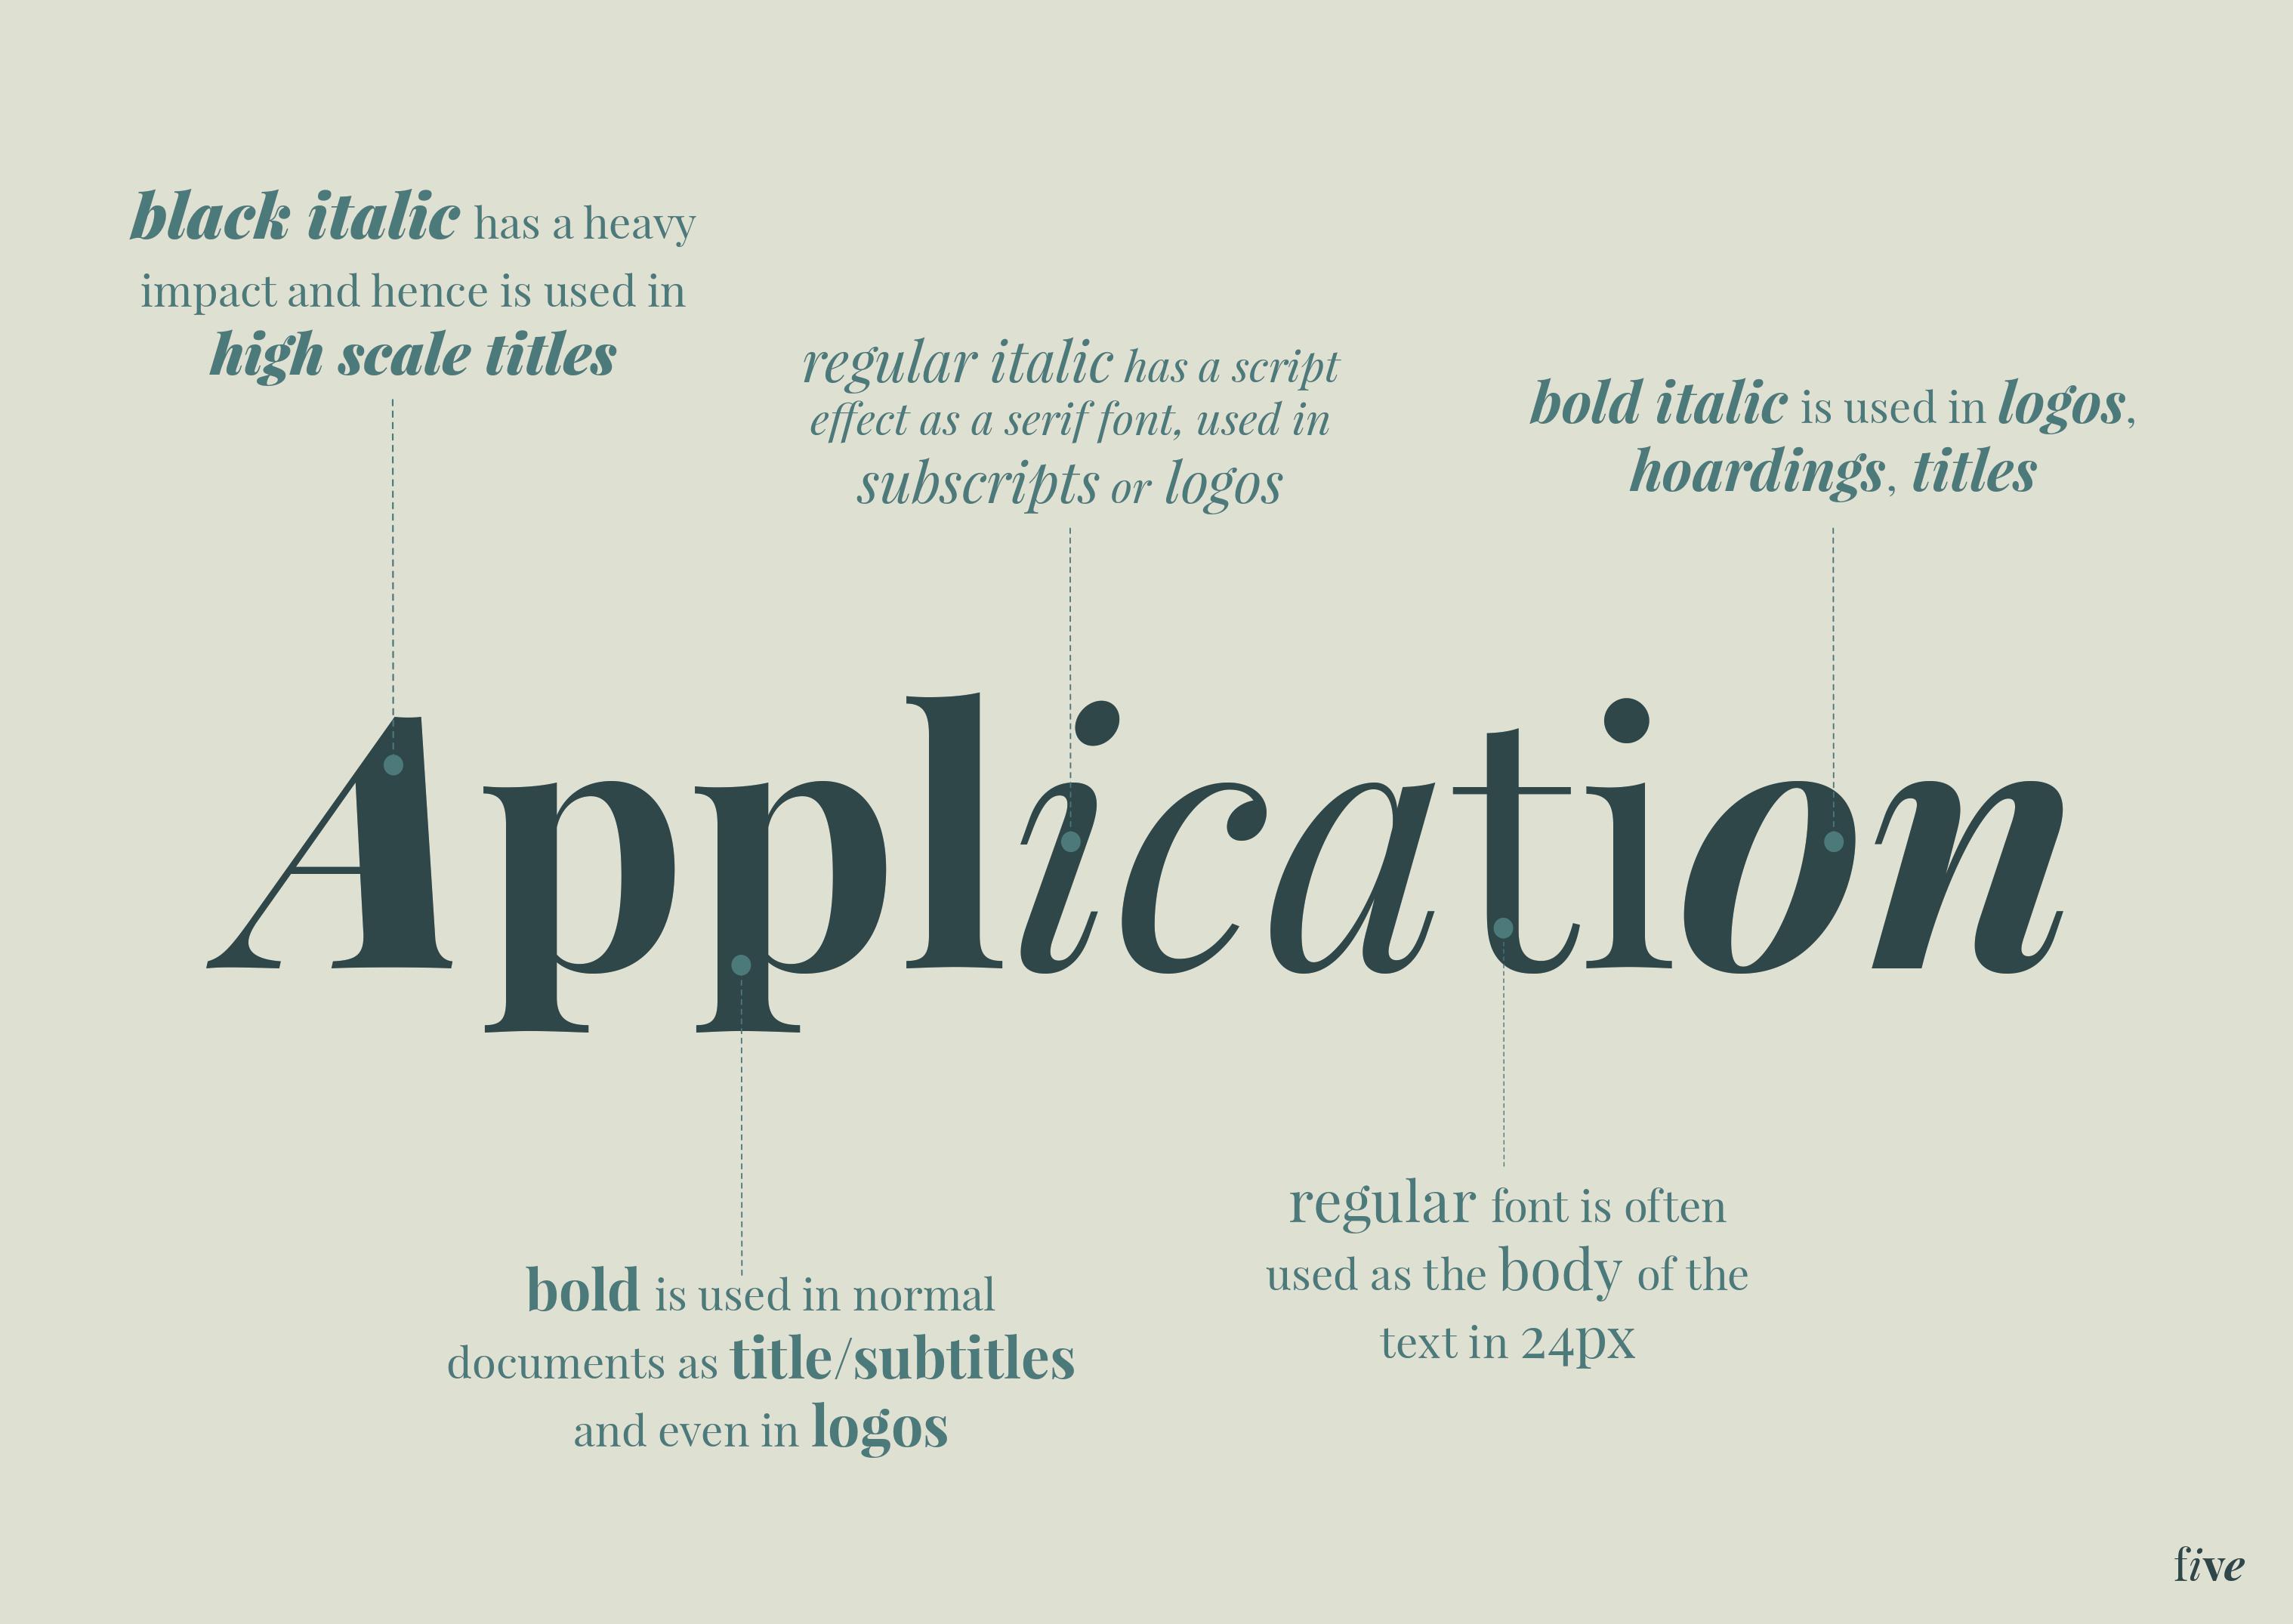 black italic has a heavy
impact and hence is used in
high scale titles
regular italic has a script
effect as a serif font, used in
subscripts or logos
bold italic is used in logos,
hoardings, titles
Application
bold is used in normal
documents as title/subtitles
and even in logos
regular font is often
used as the body of the
text in 24px
five